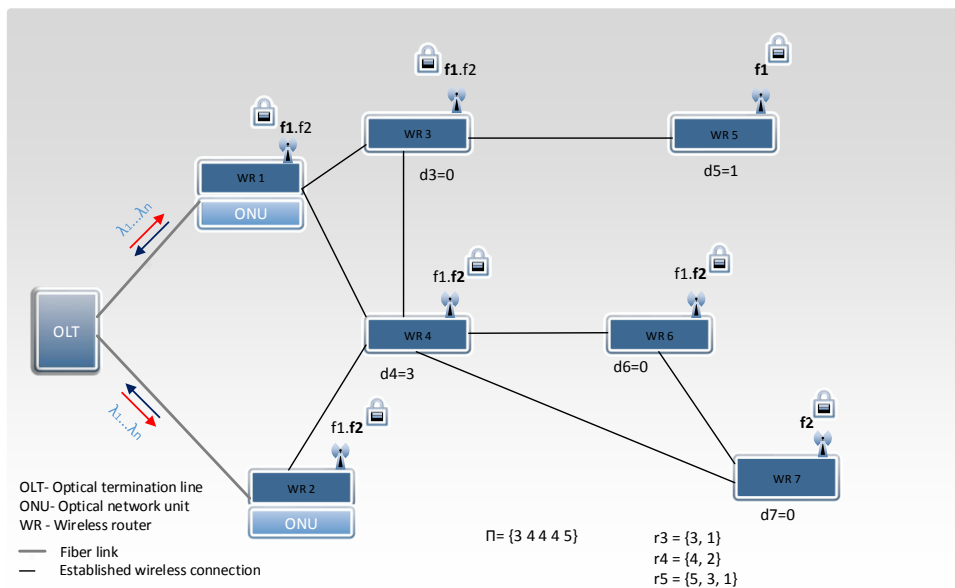 f1.f2
f1
f1.f2
WR 3
WR 5
d3=0
d5=1
WR 1
ONU
λ1...λn
f1.f2
f1.f2
OLT
WR 4
WR 6
d4=3
d6=0
λ1...λn
f1.f2
f2
WR 2
WR 7
ONU
d7=0
OLT- Optical termination line
ONU- Optical network unit
WR - Wireless router
Fiber link
Established wireless connection
Π= {3 4 4 4 5}
r3 = {3, 1}
r4 = {4, 2}
r5 = {5, 3, 1}